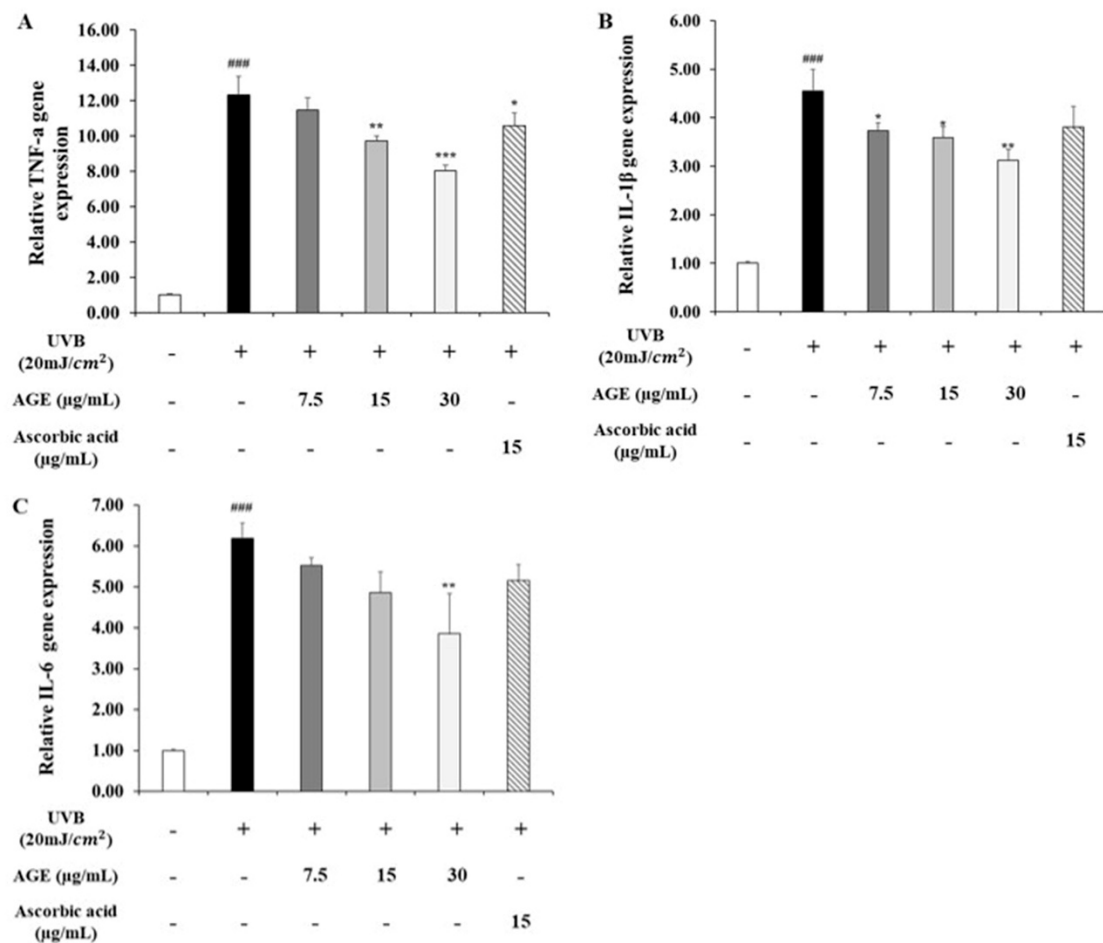 A
Relative TNF-a gene
expression
16.00
14.00
12.00
10.00
8.00
6.00
4.00
2.00
0.00
###
**
***
*
UVB
(20mJ/cm²)
- + + + + +
AGE (μg/mL) - - 7.5 15 30 -
Ascorbic acid
(μg/mL)
- - - - - 15
B
Relative IL-1β gene expression
6.00
5.00
4.00
3.00
2.00
1.00
0.00
###
*
*
**
UVB
(20mJ/cm²)
- + + + + +
AGE (μg/mL) - - 7.5 15 30 -
Ascorbic acid
(μg/mL)
- - - - - 15
C
Relative IL-6 gene expression
7.00
6.00
5.00
4.00
3.00
2.00
1.00
0.00
###
**
UVB
(20mJ/cm²)
- + + + + +
AGE (μg/mL) - - 7.5 15 30 -
Ascorbic acid
(μg/mL)
- - - - - 15